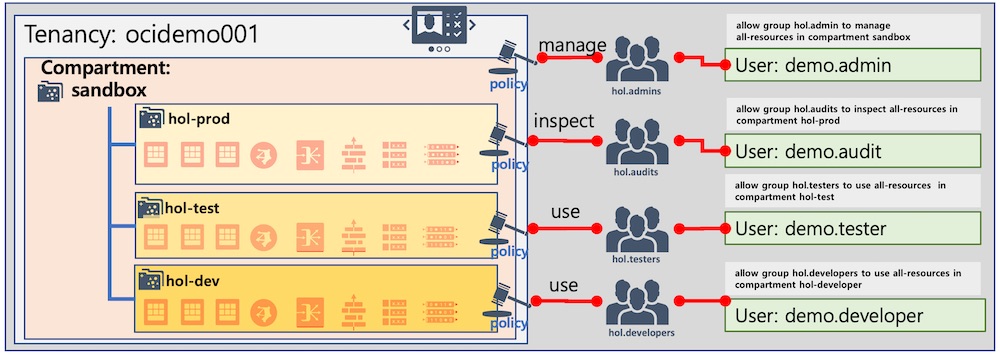 Tenancy: ocidemo001
Compartment:
sandbox
policy
manage
hol.admins
allow group hol.admin to manage
all-resources in compartment sandbox
User: demo.admin
hol-prod
policy
inspect
hol.audits
allow group hol.audits to inspect all-resources in
compartment hol-prod
User: demo.audit
hol-test
policy
use
hol.testers
allow group hol.testers to use all-resources in
compartment hol-test
User: demo.tester
hol-dev
policy
use
hol.developers
allow group hol.developers to use all-resources in
compartment hol-developer
User: demo.developer